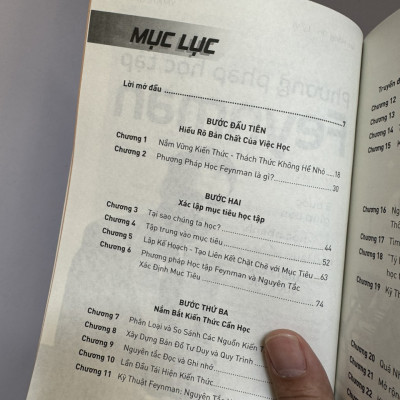 MỤC LỤC
Lời mở đầu 7
BƯỚC ĐẦU TIÊN
Hiểu Rõ Bản Chất Của Việc Học
Chương 1 Nắm Vững Kiến Thức - Thách Thức Không Hề Nhỏ 18
Chương 2 Phương Pháp Học Feynman là gì? 30
BƯỚC HAI
Xác lập mục tiêu học tập
Chương 3 Tại sao chúng ta học? 44
Chương 4 Tập trung vào mục tiêu 52
Chương 5 Lập Kế Hoạch - Tạo Liên Kết Chặt Chẽ với Mục Tiêu 63
Chương 6 Phương pháp Học tập Feynman và Nguyên Tắc
Xác Định Mục Tiêu 74
BƯỚC THỨ BA
Nắm Bắt Kiến Thức Cần Học
Chương 7 Phân Loại và So Sánh Các Nguồn Kiến
Chương 8 Xây Dựng Bản Đồ Tư Duy và Quy Trình
Chương 9 Nguyên tắc Đọc và Ghi nhớ
Chương 10 Lần Đầu Tái Hiện Kiến Thức
Chương 11 Kỹ Thuật Feynman: Nguyên Tắc
Truyền
Chương 12
Chương 13
Chương 14
Chương 15
Chương 16
Chương 17
Chương 18
Chương 19
Chương 20
Chương 21
Chương 22